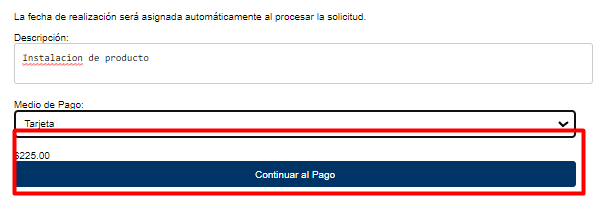 La fecha de realización será asignada automáticamente al procesar la solicitud.
Descripción:
Instalacion de producto
Medio de Pago:
Tarjeta
$225.00
Continuar al Pago